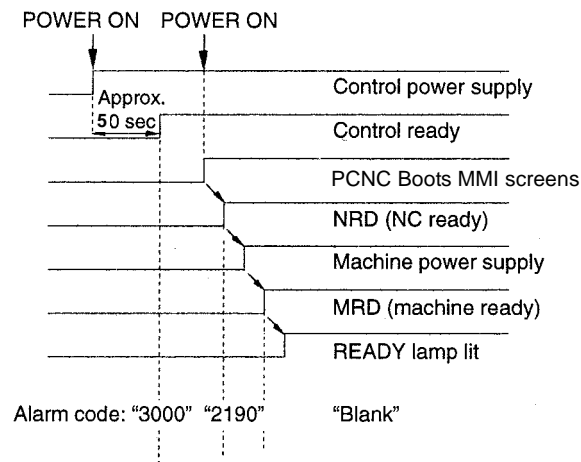 POWER ON POWER ON
Control power supply
Approx.
50 sec
Control ready
PCNC Boots MMI screens
NRD (NC ready)
Machine power supply
MRD (machine ready)
READY lamp lit
Alarm code: “3000” “2190” “Blank”